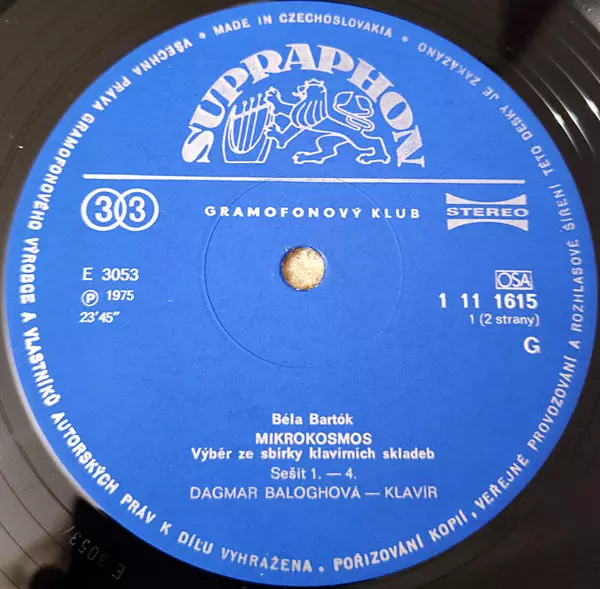 VŠECHNA PRÁVA GRAMOFONOVÉHO VÝROBCE A VLASTNÍKŮ AUTORSKÝCH PRÁV K DÍLU VYHRAŽENA. POŘIZOVÁNÍ KOPIÍ, VEŘEJNÉ PROVOZOVÁNÍ A ROZHLASOVÉ ŠÍŘENÍ TÉTO DESKY JE ZAKÁZÁNO • MADE IN CZECHOSLOVAKIA •
SUPRAPHON
33
GRAMOFONOVÝ KLUB
STEREO
E 3053
Ⓟ 1975
23'45"
OSA
1 11 1615
1 (2 strany)
G
Béla Bartók
MIKROKOSMOS
Výběr ze sbírky klavírních skladeb
Sešit 1. — 4.
DAGMAR BALOGHOVÁ — KLAVÍR